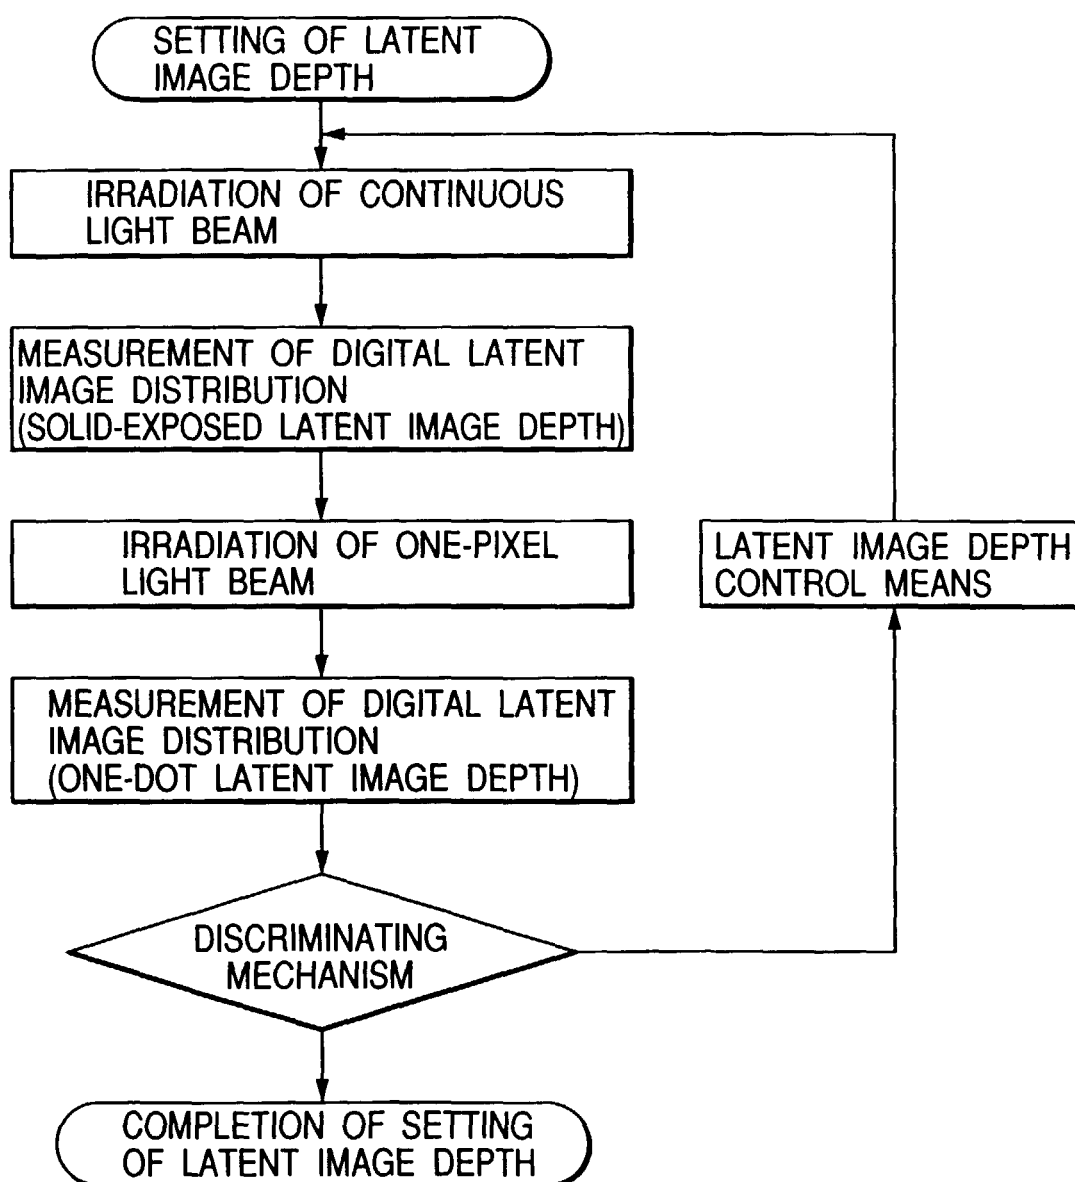 SETTING OF LATENT
IMAGE DEPTH
IRRADIATION OF CONTINUOUS
LIGHT BEAM
MEASUREMENT OF DIGITAL LATENT
IMAGE DISTRIBUTION
(SOLID-EXPOSED LATENT IMAGE DEPTH)
IRRADIATION OF ONE-PIXEL
LIGHT BEAM
LATENT IMAGE DEPTH
CONTROL MEANS
MEASUREMENT OF DIGITAL LATENT
IMAGE DISTRIBUTION
(ONE-DOT LATENT IMAGE DEPTH)
DISCRIMINATING
MECHANISM
COMPLETION OF SETTING
OF LATENT IMAGE DEPTH